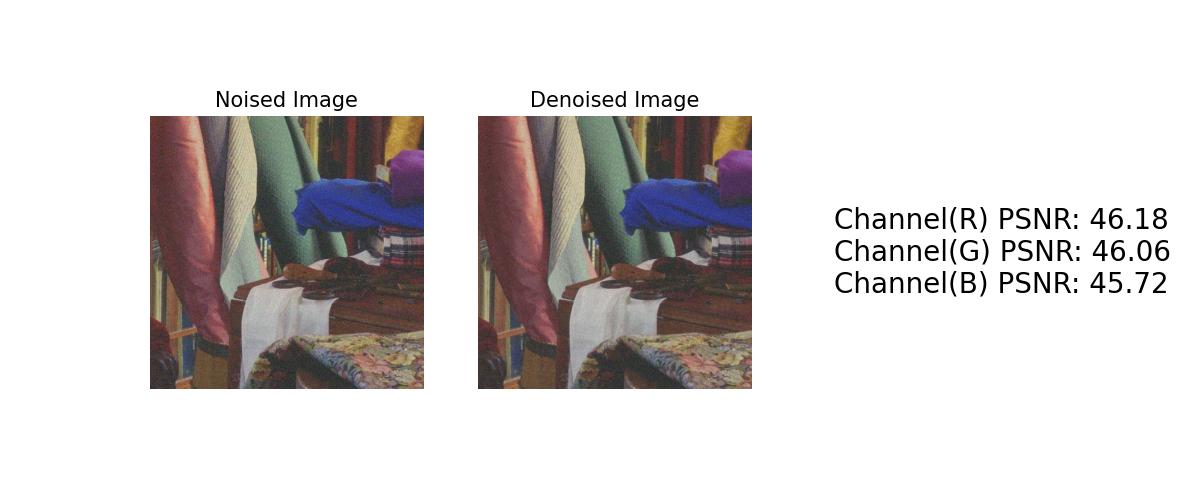 Noised Image
Denoised Image
Channel(R) PSNR: 46.18
Channel(G) PSNR: 46.06
Channel(B) PSNR: 45.72